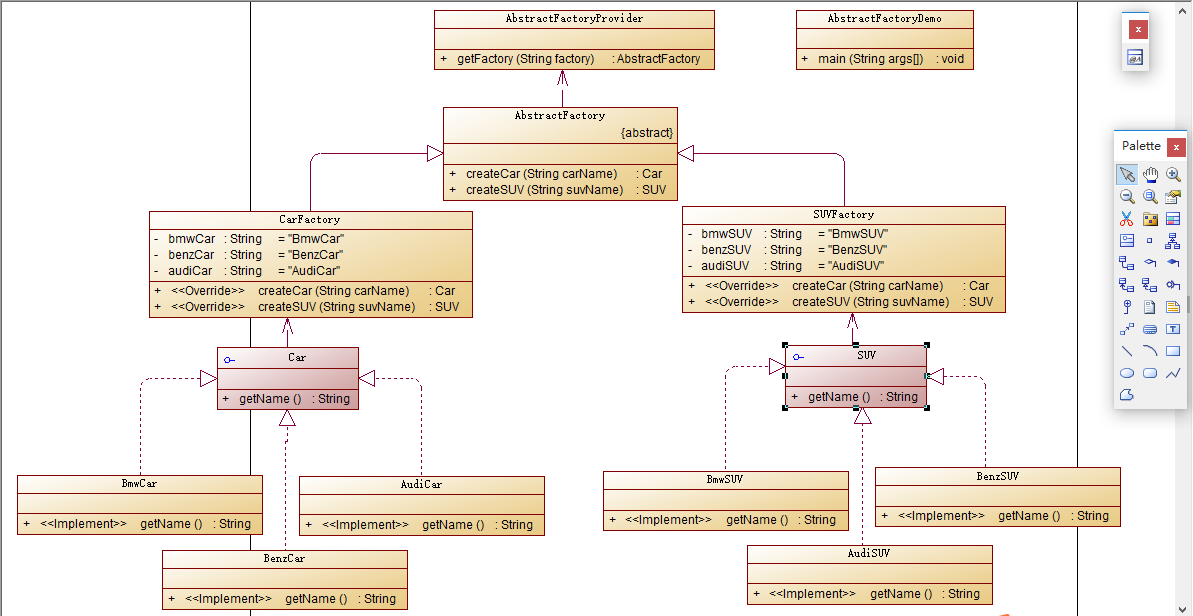 AbstractFactoryProvider
+ getFactory (String factory) : AbstractFactory
AbstractFactoryDemo
+ main (String args[]) : void
AbstractFactory
{abstract}
+ createCar (String carName) : Car
+ createSUV (String suvName) : SUV
CarFactory
- bmwCar : String = "BmwCar"
- benzCar : String = "BenzCar"
- audiCar : String = "AudiCar"
+ <<Override>> createCar (String carName) : Car
+ <<Override>> createSUV (String suvName) : SUV
SUVFactory
- bmwSUV : String = "BmwSUV"
- benzSUV : String = "BenzSUV"
- audiSUV : String = "AudiSUV"
+ <<Override>> createCar (String carName) : Car
+ <<Override>> createSUV (String suvName) : SUV
Car
+ getName () : String
SUV
+ getName () : String
BmwCar
+ <<Implement>> getName () : String
AudiCar
+ <<Implement>> getName () : String
BenzCar
+ <<Implement>> getName () : String
BmwSUV
+ <<Implement>> getName () : String
BenzSUV
+ <<Implement>> getName () : String
AudiSUV
+ <<Implement>> getName () : String
Palette